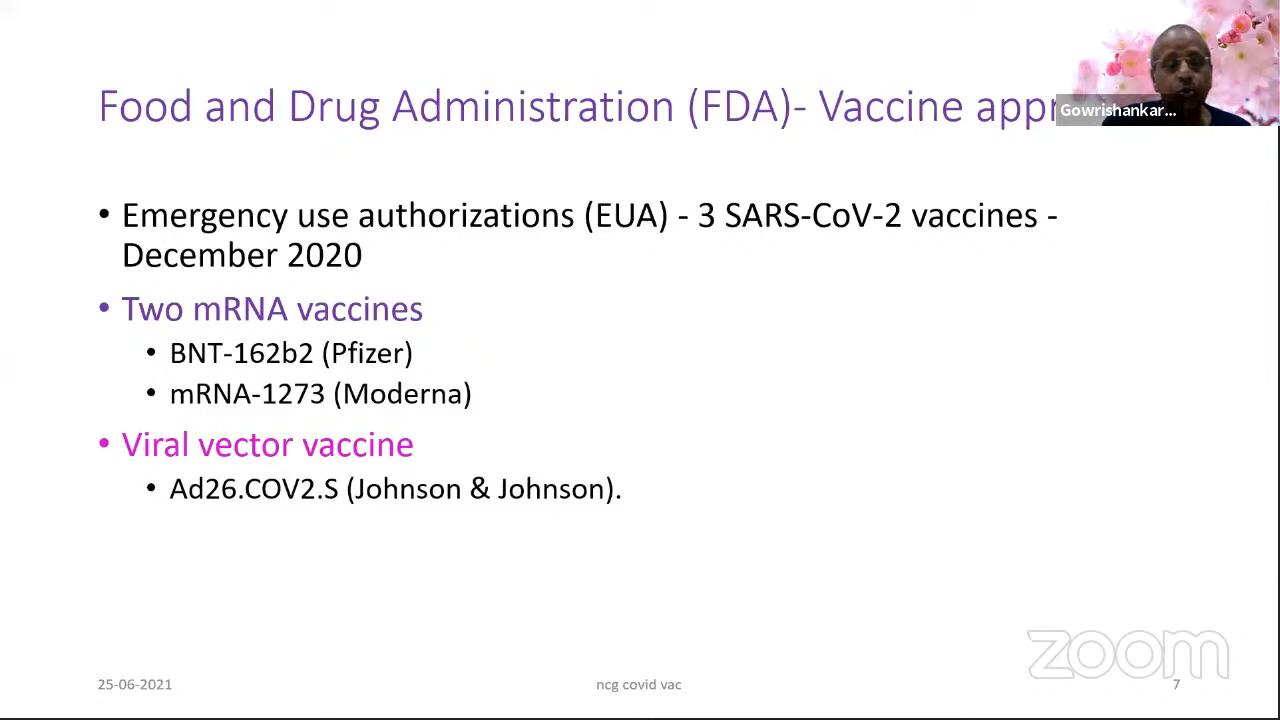 Food and Drug Administration (FDA)- Vaccine appr
Gowrishankar...
• Emergency use authorizations (EUA) - 3 SARS-CoV-2 vaccines -
December 2020
• Two mRNA vaccines
• BNT-162b2 (Pfizer)
• mRNA-1273 (Moderna)
• Viral vector vaccine
• Ad26.COV2.S (Johnson & Johnson).
zoom
25-06-2021
ncg covid vac
7